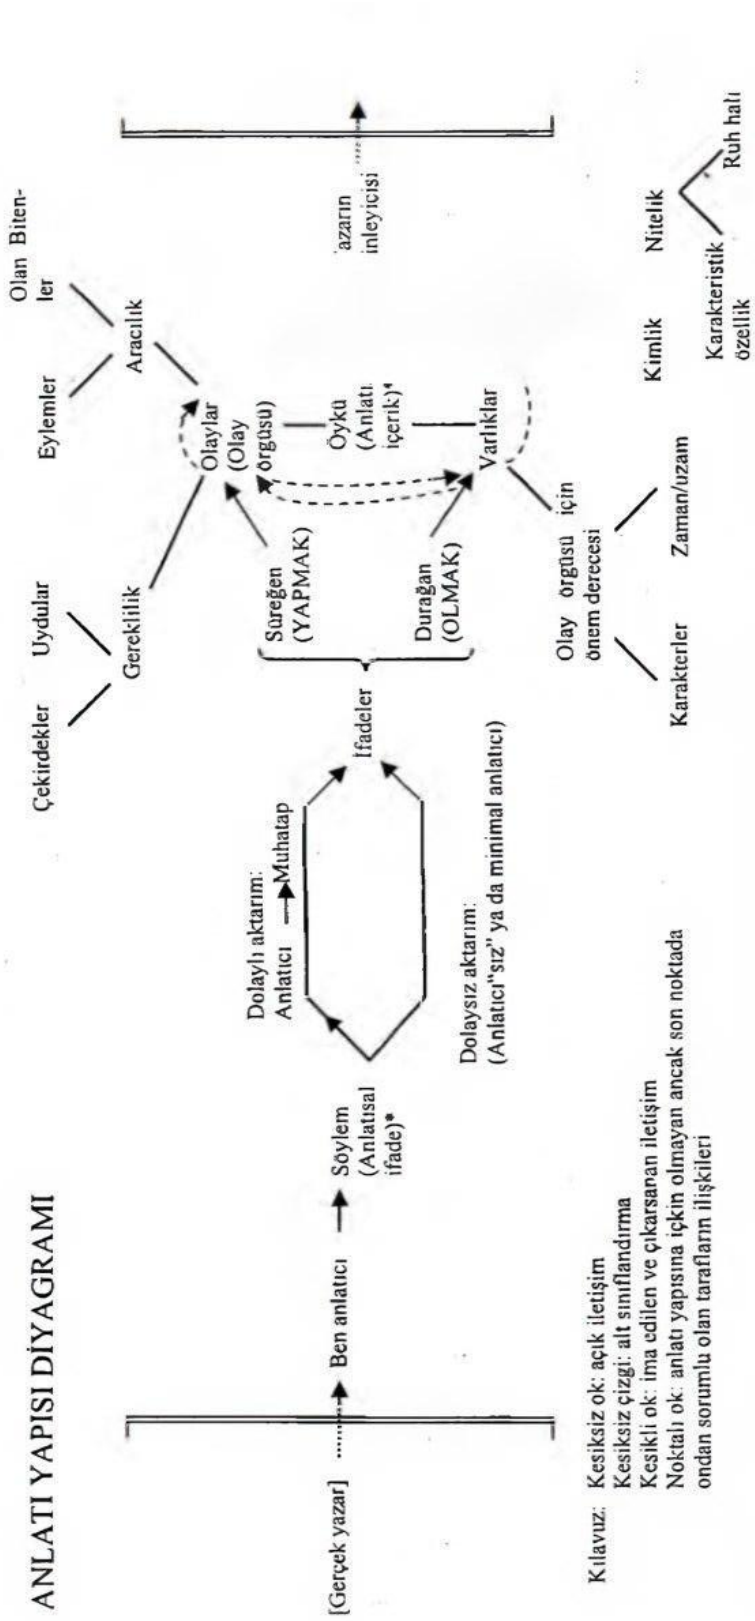 ANLATI YAPISI DİYAGRAMI
[Gerçek yazar]
Ben anlatıcı
Söylem
(Anlatısal
ifade)*
Dolaylı aktarım:
Anlatıcı
Muhatap
Dolaysız aktarım:
(Anlatıcı"sız" ya da minimal anlatıcı)
İfadeler
Süreğen
(YAPMAK)
Durağan
(OLMAK)
Çekirdekler
Uydular
Gereklilik
Eylemler
Olan Biten-
ler
Aracılık
Olaylar
(Olay
örgüsü)
Öykü
(Anlatı
içerik)*
Varlıklar
Olay örgüsü için
önem derecesi
Karakterler
Zaman/uzam
Kimlik
Nitelik
Karakteristik
özellik
Ruh hali
azarın
inleyicisi
Kılavuz: Kesiksiz ok: açık iletişim
Kesiksiz çizgi: alt sınıflandırma
Kesikli ok: ima edilen ve çıkarsanan iletişim
Noktalı ok: anlatı yapısına içkin olmayan ancak son noktada
ondan sorumlu olan tarafların ilişkileri